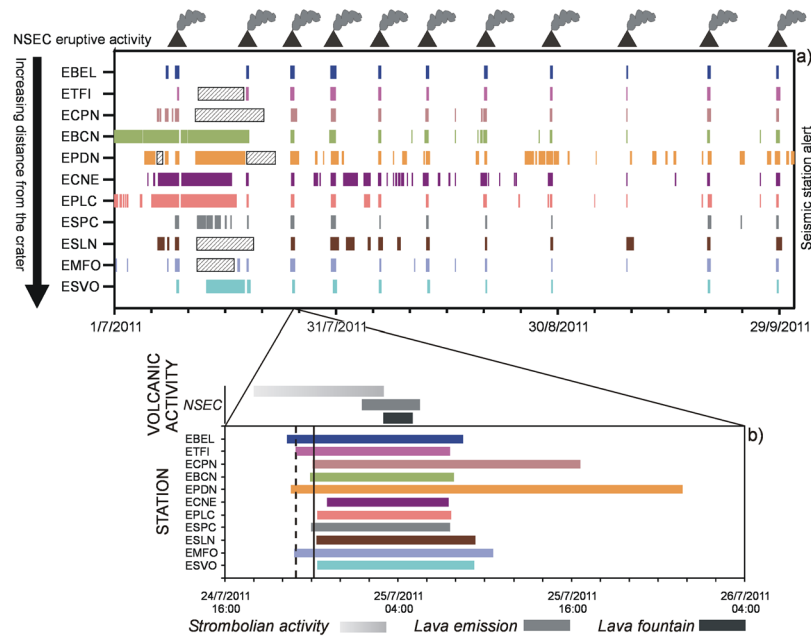 NSEC eruptive activity
a)
Increasing distance from the crater
EBEL
ETFI
ECPN
EBCN
EPDN
ECNE
EPLC
ESPC
ESLN
EMFO
ESVO
Seismic station alert
1/7/2011 31/7/2011 30/8/2011 29/9/2011
VOLCANIC
ACTIVITY
NSEC
b)
STATION
EBEL
ETFI
ECPN
EBCN
EPDN
ECNE
EPLC
ESPC
ESLN
EMFO
ESVO
24/7/2011 25/7/2011 25/7/2011 26/7/2011
16:00 04:00 16:00 04:00
Strombolian activity Lava emission Lava fountain